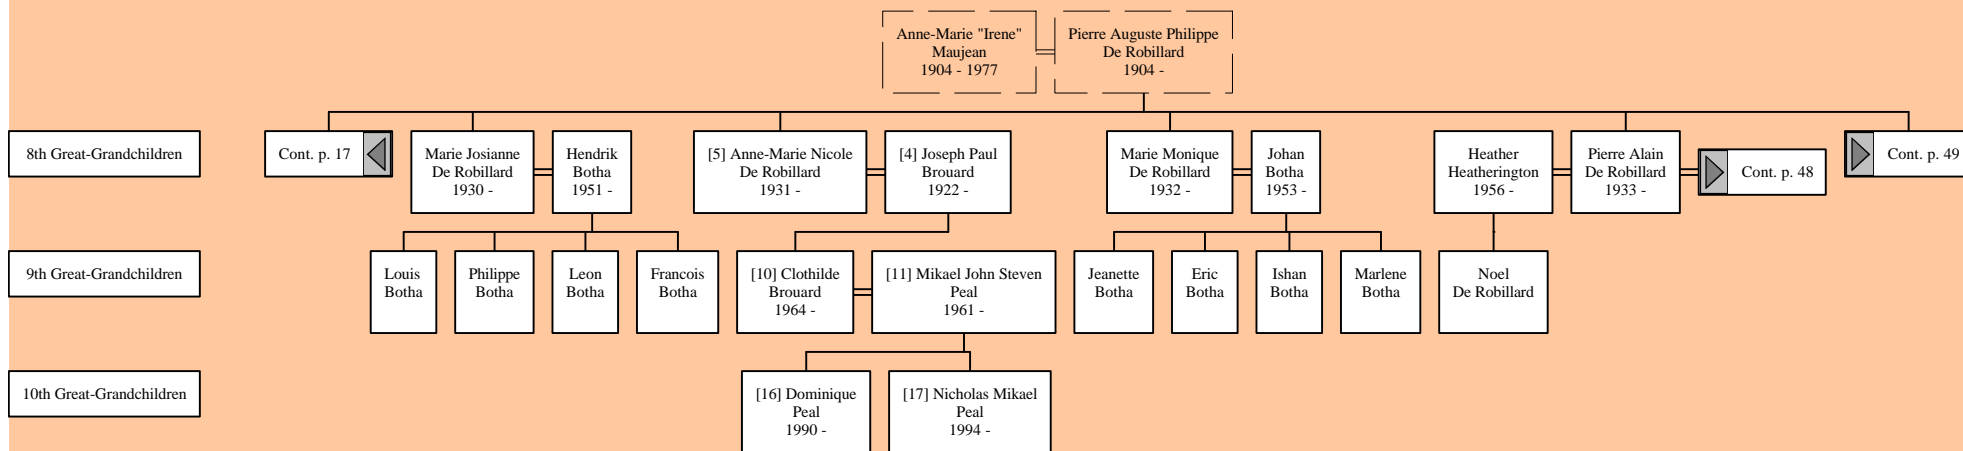 Anne-Marie "Irene"
Maujean
1904 - 1977
Pierre Auguste Philippe
De Robillard
1904 -
8th Great-Grandchildren
Cont. p. 17
Marie Josianne
De Robillard
1930 -
Hendrik
Botha
1951 -
[5] Anne-Marie Nicole
De Robillard
1931 -
[4] Joseph Paul
Brouard
1922 -
Marie Monique
De Robillard
1932 -
Johan
Botha
1953 -
Heather
Heatherington
1956 -
Pierre Alain
De Robillard
1933 -
Cont. p. 48
Cont. p. 49
9th Great-Grandchildren
Louis
Botha
Philippe
Botha
Leon
Botha
Francois
Botha
[10] Clothilde
Brouard
1964 -
[11] Mikael John Steven
Peal
1961 -
Jeanette
Botha
Eric
Botha
Ishan
Botha
Marlene
Botha
Noel
De Robillard
10th Great-Grandchildren
[16] Dominique
Peal
1990 -
[17] Nicholas Mikael
Peal
1994 -